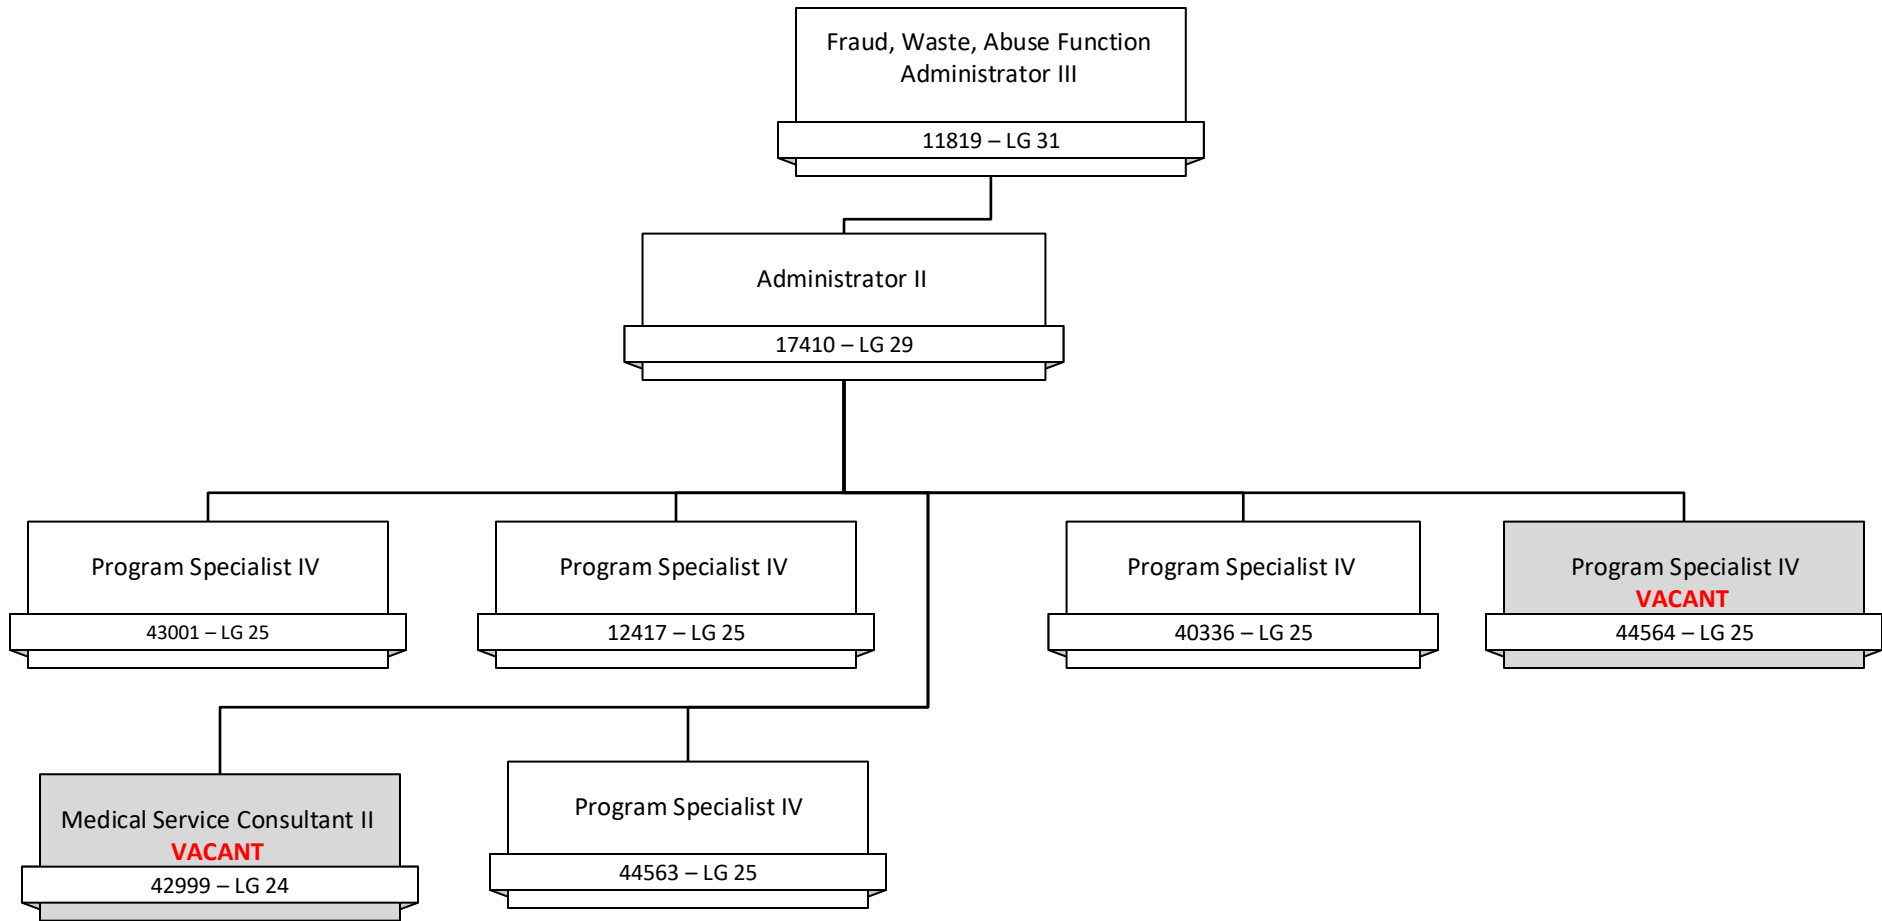 Fraud, Waste, Abuse Function
Administrator III
11819 – LG 31
Administrator II
17410 – LG 29
Program Specialist IV
43001 – LG 25
Program Specialist IV
12417 – LG 25
Program Specialist IV
40336 – LG 25
Program Specialist IV
VACANT
44564 – LG 25
Medical Service Consultant II
VACANT
42999 – LG 24
Program Specialist IV
44563 – LG 25